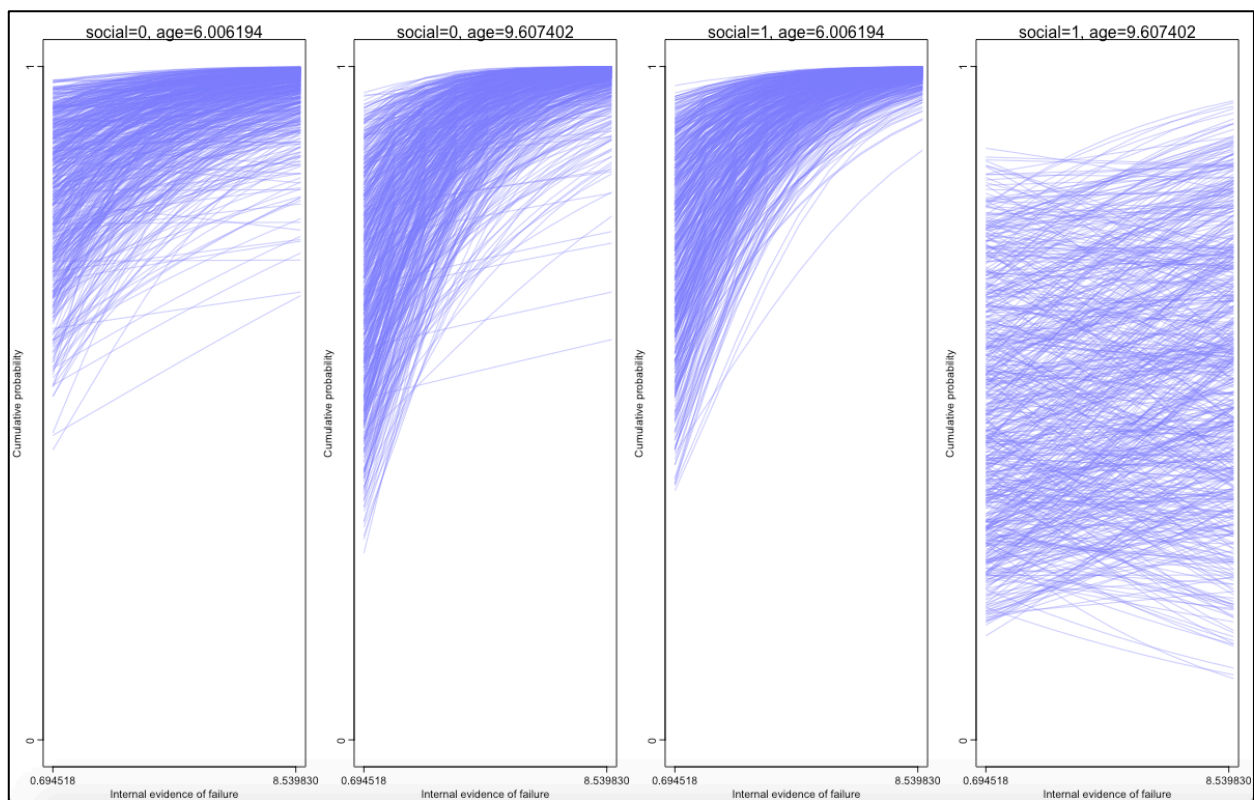 social=0, age=6.006194
social=0, age=9.607402
social=1, age=6.006194
social=1, age=9.607402
1
1
1
1
Cumulative probability
Cumulative probability
Cumulative probability
Cumulative probability
0
0
0
0
0.694518
8.539830
0.694518
8.539830
0.694518
8.539830
0.694518
8.539830
Internal evidence of failure
Internal evidence of failure
Internal evidence of failure
Internal evidence of failure